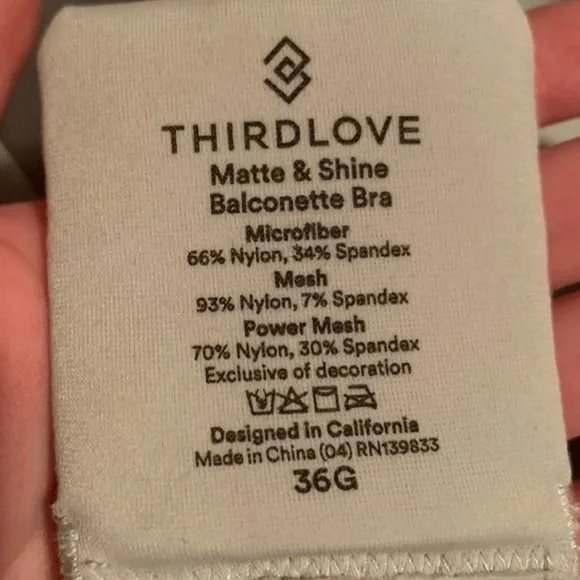 THIRDLOVE
Matte & Shine
Balconette Bra
Microfiber
66% Nylon, 34% Spandex
Mesh
93% Nylon, 7% Spandex
Power Mesh
70% Nylon, 30% Spandex
Exclusive of decoration
Designed in California
Made in China (04) RN139833
36G